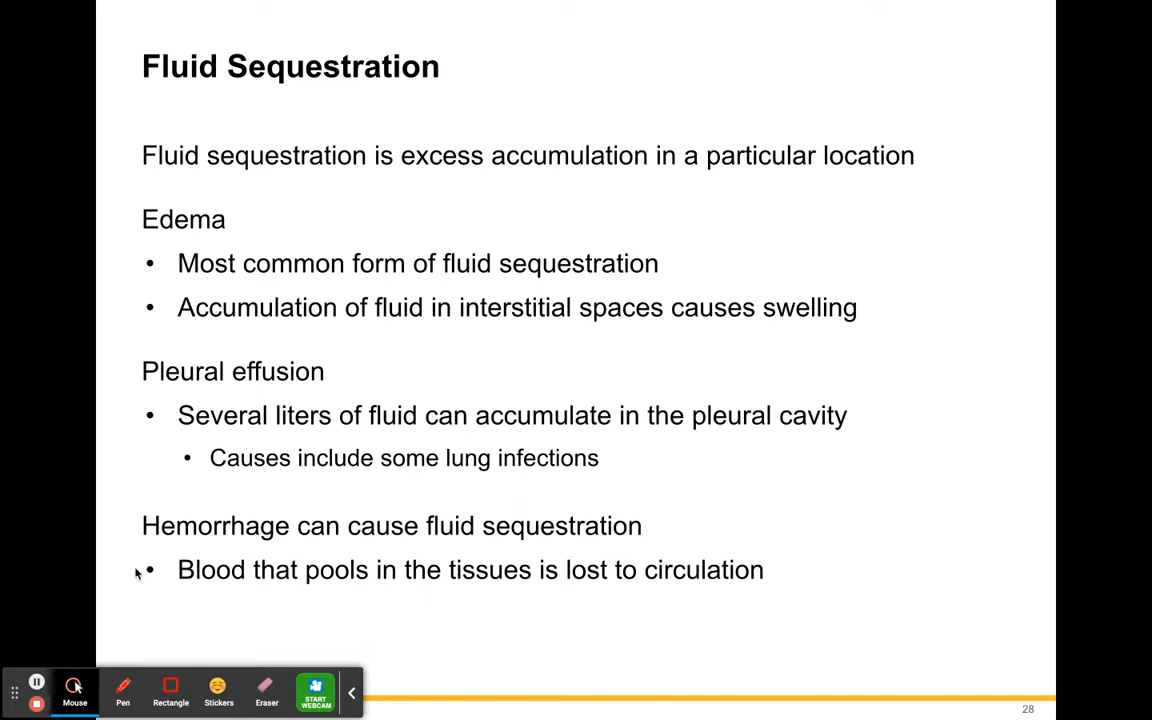 Fluid Sequestration
Fluid sequestration is excess accumulation in a particular location
Edema
• Most common form of fluid sequestration
• Accumulation of fluid in interstitial spaces causes swelling
Pleural effusion
• Several liters of fluid can accumulate in the pleural cavity
• Causes include some lung infections
Hemorrhage can cause fluid sequestration
• Blood that pools in the tissues is lost to circulation
Mouse
Pen
Rectangle
Stickers
Eraser
START
WEBCAM
28